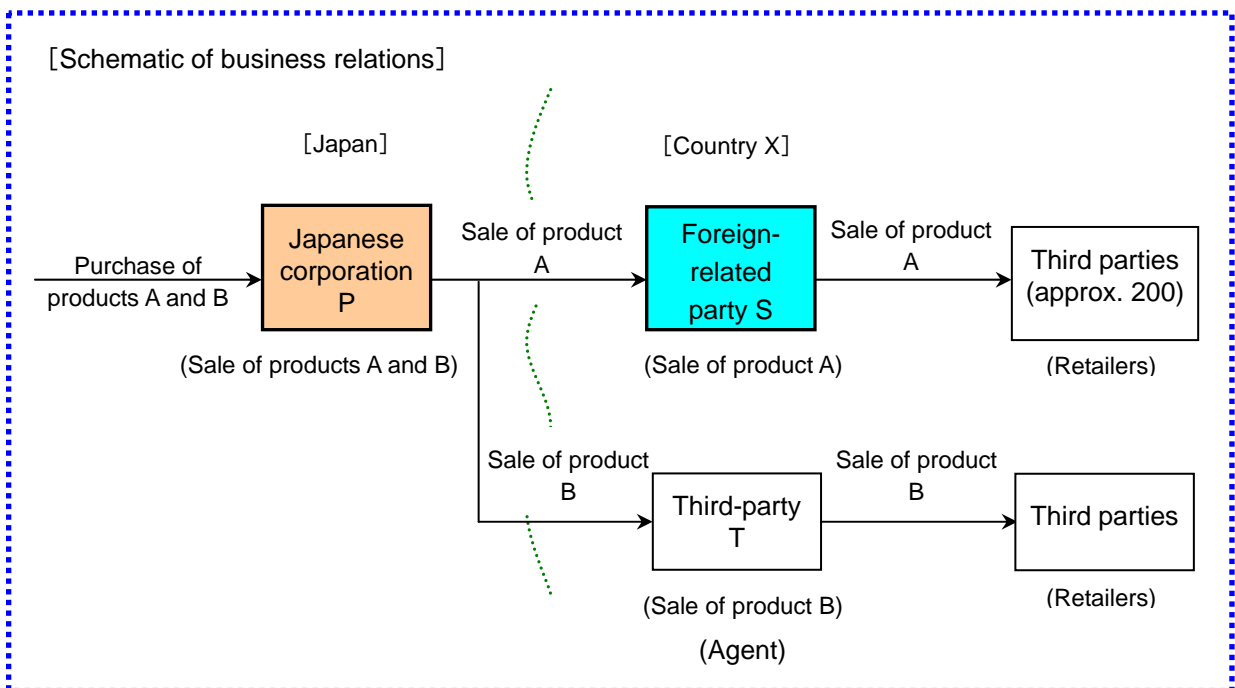 ［Schematic of business relations］
［Japan］
［Country X］
Purchase of
products A and B
Japanese
corporation
P
(Sale of products A and B)
Sale of product
A
Foreign-
related
party S
(Sale of product A)
Sale of product
A
Third parties
(approx. 200)
(Retailers)
Sale of product
B
Third-party
T
(Sale of product B)
(Agent)
Sale of product
B
Third parties
(Retailers)